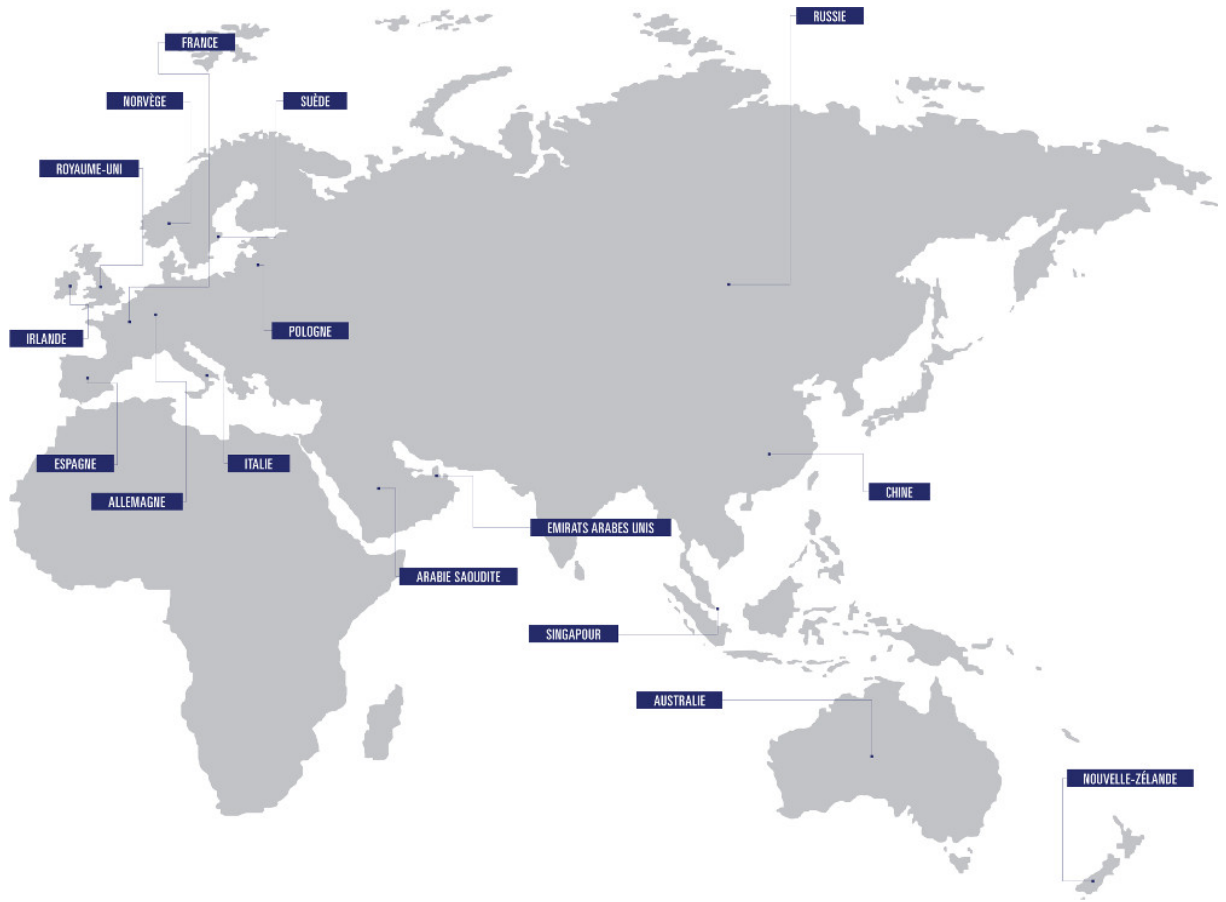 RUSSIE
FRANCE
NORVÈGE
SUÈDE
ROYAUME-UNI
IRLANDE
POLOGNE
ESPAGNE
ITALIE
ALLEMAGNE
CHINE
EMIRATS ARABES UNIS
ARABIE SAOUDITE
SINGAPOUR
AUSTRALIE
NOUVELLE-ZÉLANDE